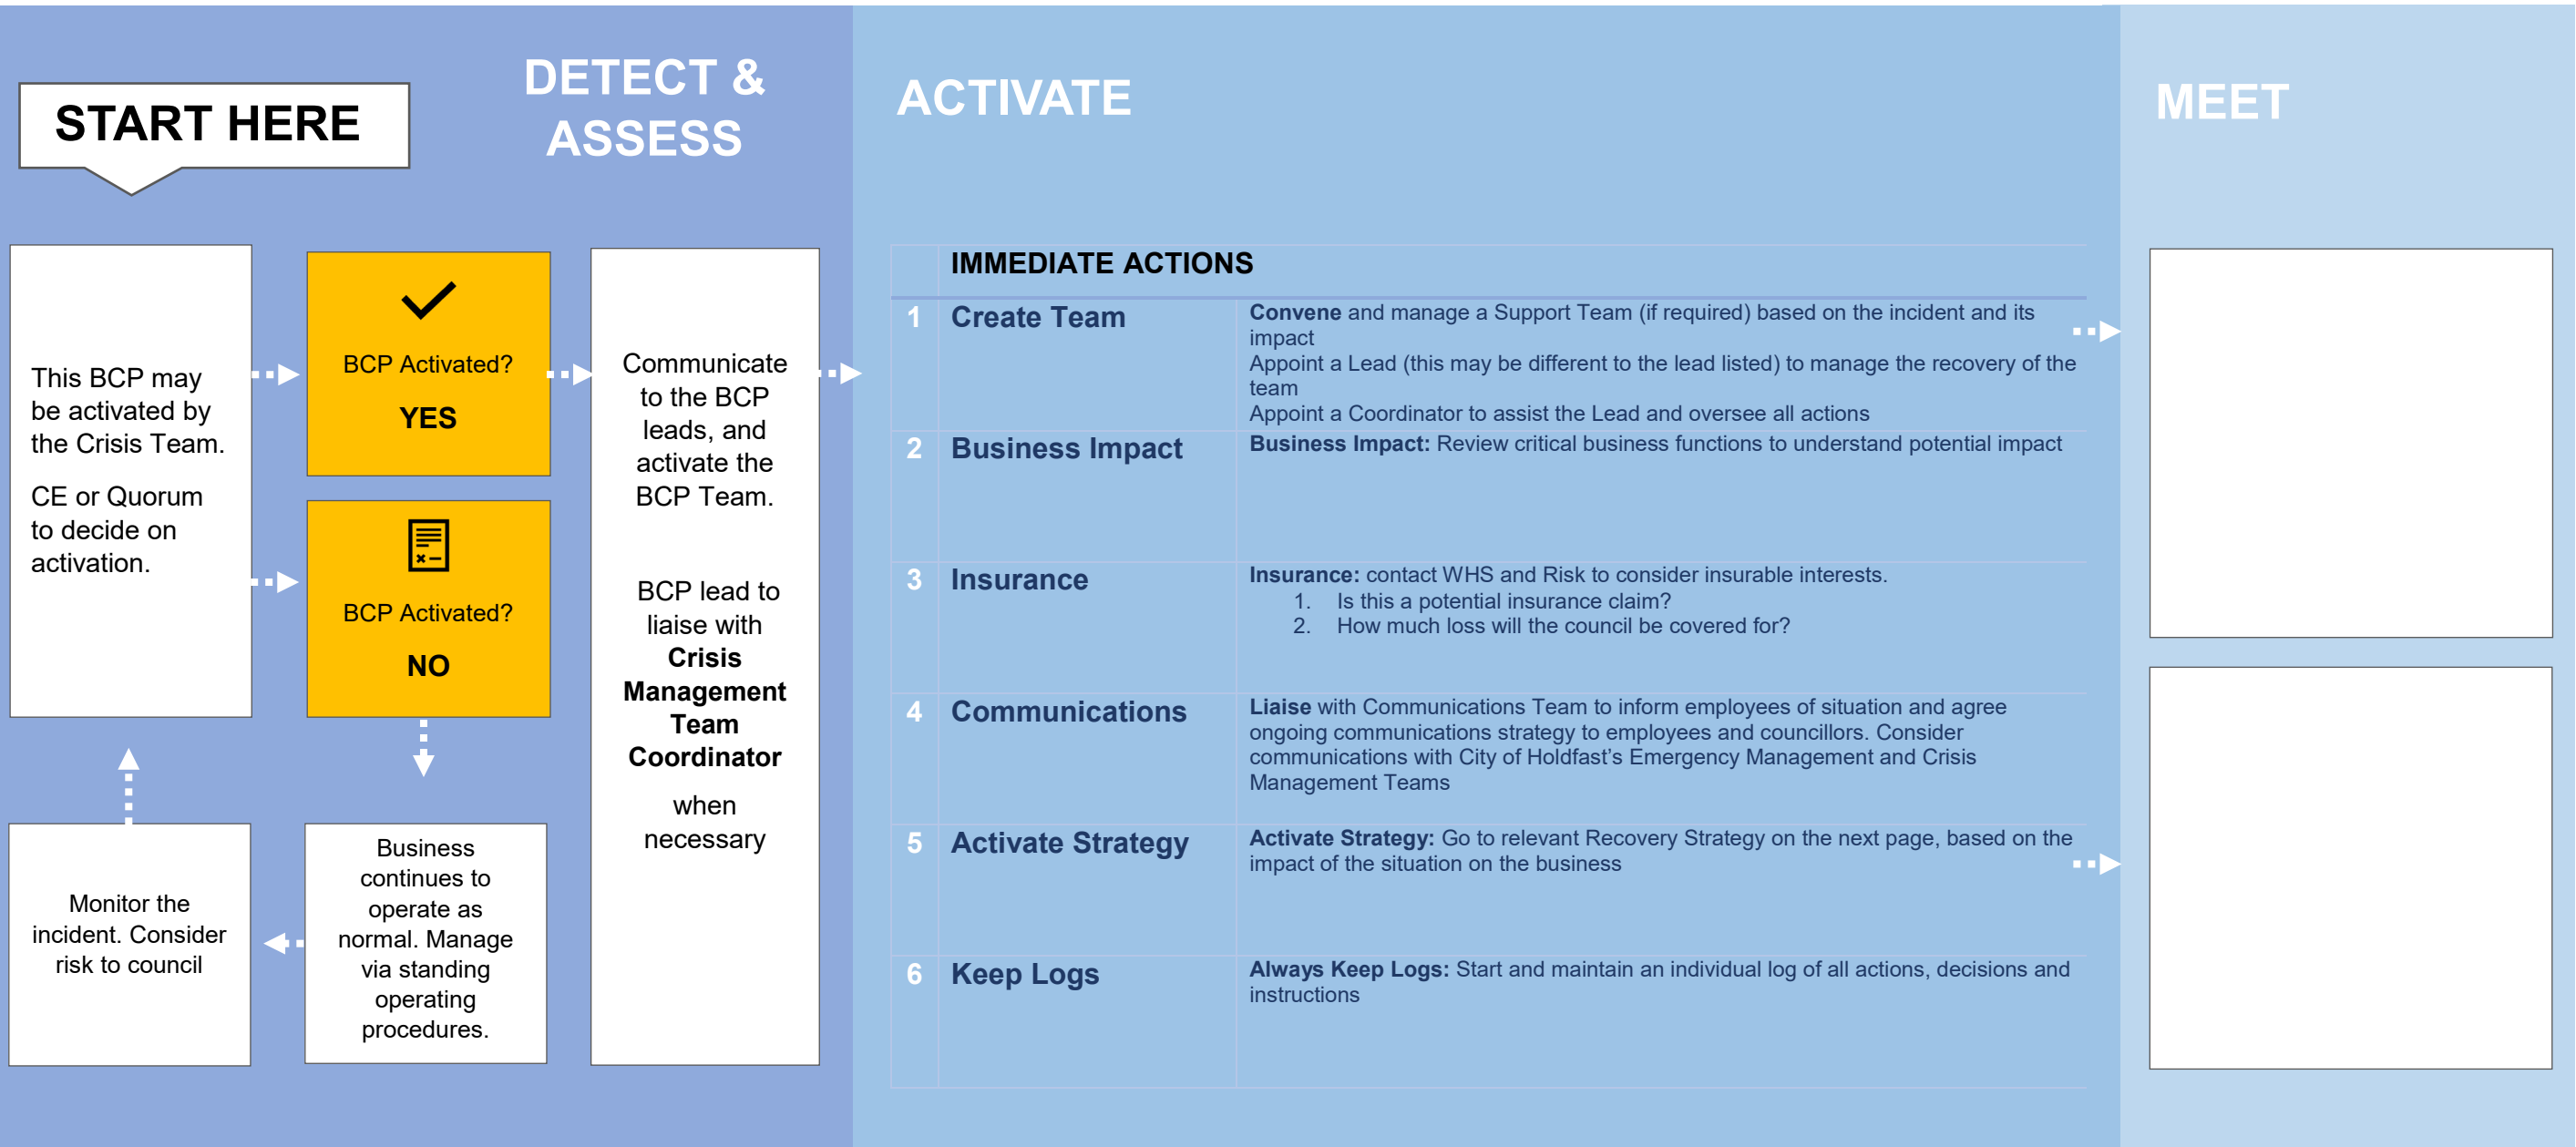 START HERE
DETECT &
ASSESS
This BCP may
be activated by
the Crisis Team.
CE or Quorum
to decide on
activation.
BCP Activated?
YES
BCP Activated?
NO
Business
continues to
operate as
normal. Manage
via standing
operating
procedures.
Monitor the
incident. Consider
risk to council
Communicate
to the BCP
leads, and
activate the
BCP Team.
BCP lead to
liaise with
Crisis
Management
Team
Coordinator
when
necessary
ACTIVATE
IMMEDIATE ACTIONS
1 Create Team
Convene and manage a Support Team (if required) based on the incident and its
impact
Appoint a Lead (this may be different to the lead listed) to manage the recovery of the
team
Appoint a Coordinator to assist the Lead and oversee all actions
2 Business Impact
Business Impact: Review critical business functions to understand potential impact
3 Insurance
Insurance: contact WHS and Risk to consider insurable interests.
1. Is this a potential insurance claim?
2. How much loss will the council be covered for?
4 Communications
Liaise with Communications Team to inform employees of situation and agree
ongoing communications strategy to employees and councillors. Consider
communications with City of Holdfast's Emergency Management and Crisis
Management Teams
5 Activate Strategy
Activate Strategy: Go to relevant Recovery Strategy on the next page, based on the
impact of the situation on the business
6 Keep Logs
Always Keep Logs: Start and maintain an individual log of all actions, decisions and
instructions
MEET